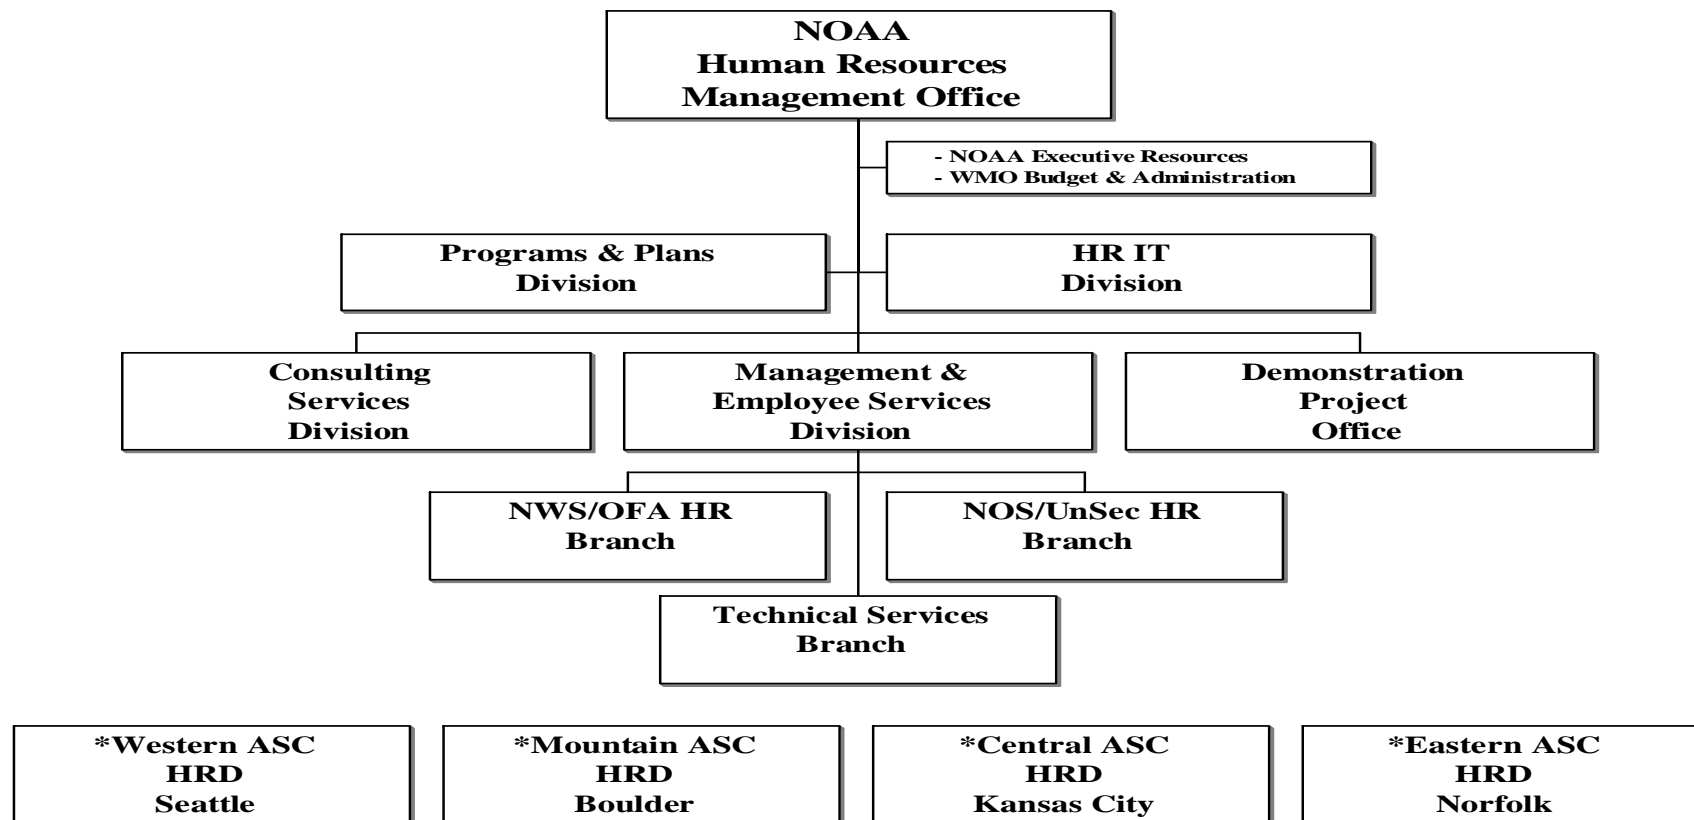 NOAA
Human Resources
Management Office
- NOAA Executive Resources
- WMO Budget & Administration
Programs & Plans
Division
HR IT
Division
Consulting
Services
Division
Management &
Employee Services
Division
Demonstration
Project
Office
NWS/OFA HR
Branch
NOS/UnSec HR
Branch
Technical Services
Branch
*Western ASC
HRD
Seattle
*Mountain ASC
HRD
Boulder
*Central ASC
HRD
Kansas City
*Eastern ASC
HRD
Norfolk